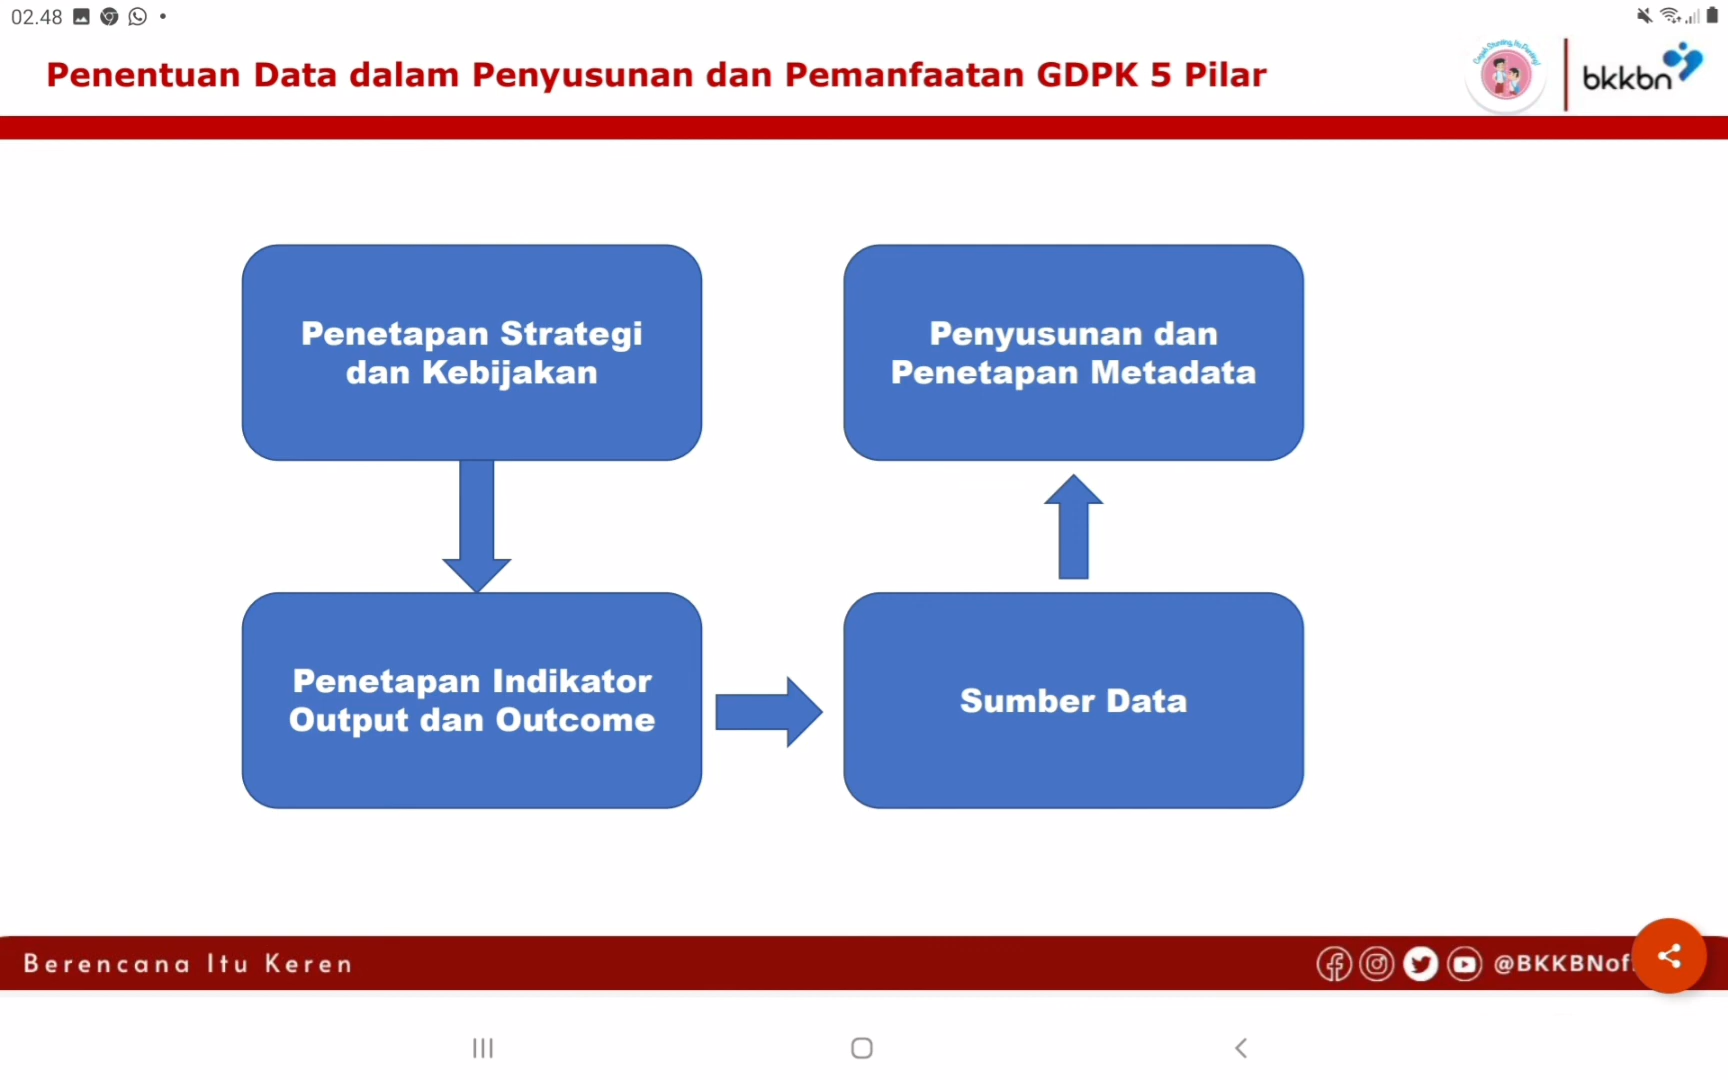 02.48
Penentuan Data dalam Penyusunan dan Pemanfaatan GDPK 5 Pilar
bkkbn
Penetapan Strategi
dan Kebijakan
Penyusunan dan
Penetapan Metadata
Penetapan Indikator
Output dan Outcome
Sumber Data
Berencana Itu Keren
@BKKBNof